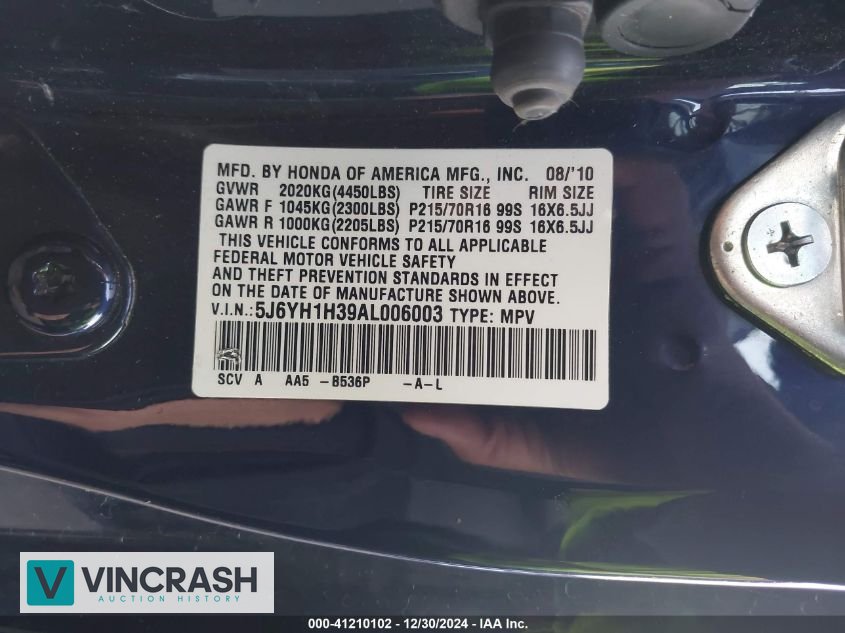 MFD. BY HONDA OF AMERICA MFG., INC. 08/'10
GVWR 2020KG(4450LBS) TIRE SIZE RIM SIZE
GAWR F 1045KG(2300LBS) P215/70R16 99S 16X6.5JJ
GAWR R 1000KG(2205LBS) P215/70R16 99S 16X6.5JJ
THIS VEHICLE CONFORMS TO ALL APPLICABLE
FEDERAL MOTOR VEHICLE SAFETY
AND THEFT PREVENTION STANDARDS IN EFFECT
ON THE DATE OF MANUFACTURE SHOWN ABOVE.
V.I.N.:5J6YH1H39AL006003 TYPE: MPV
SCV A AA5 -B536P -A-L
V VINCRASH
AUCTION HISTORY
000-41210102 - 12/30/2024 - IAA Inc.